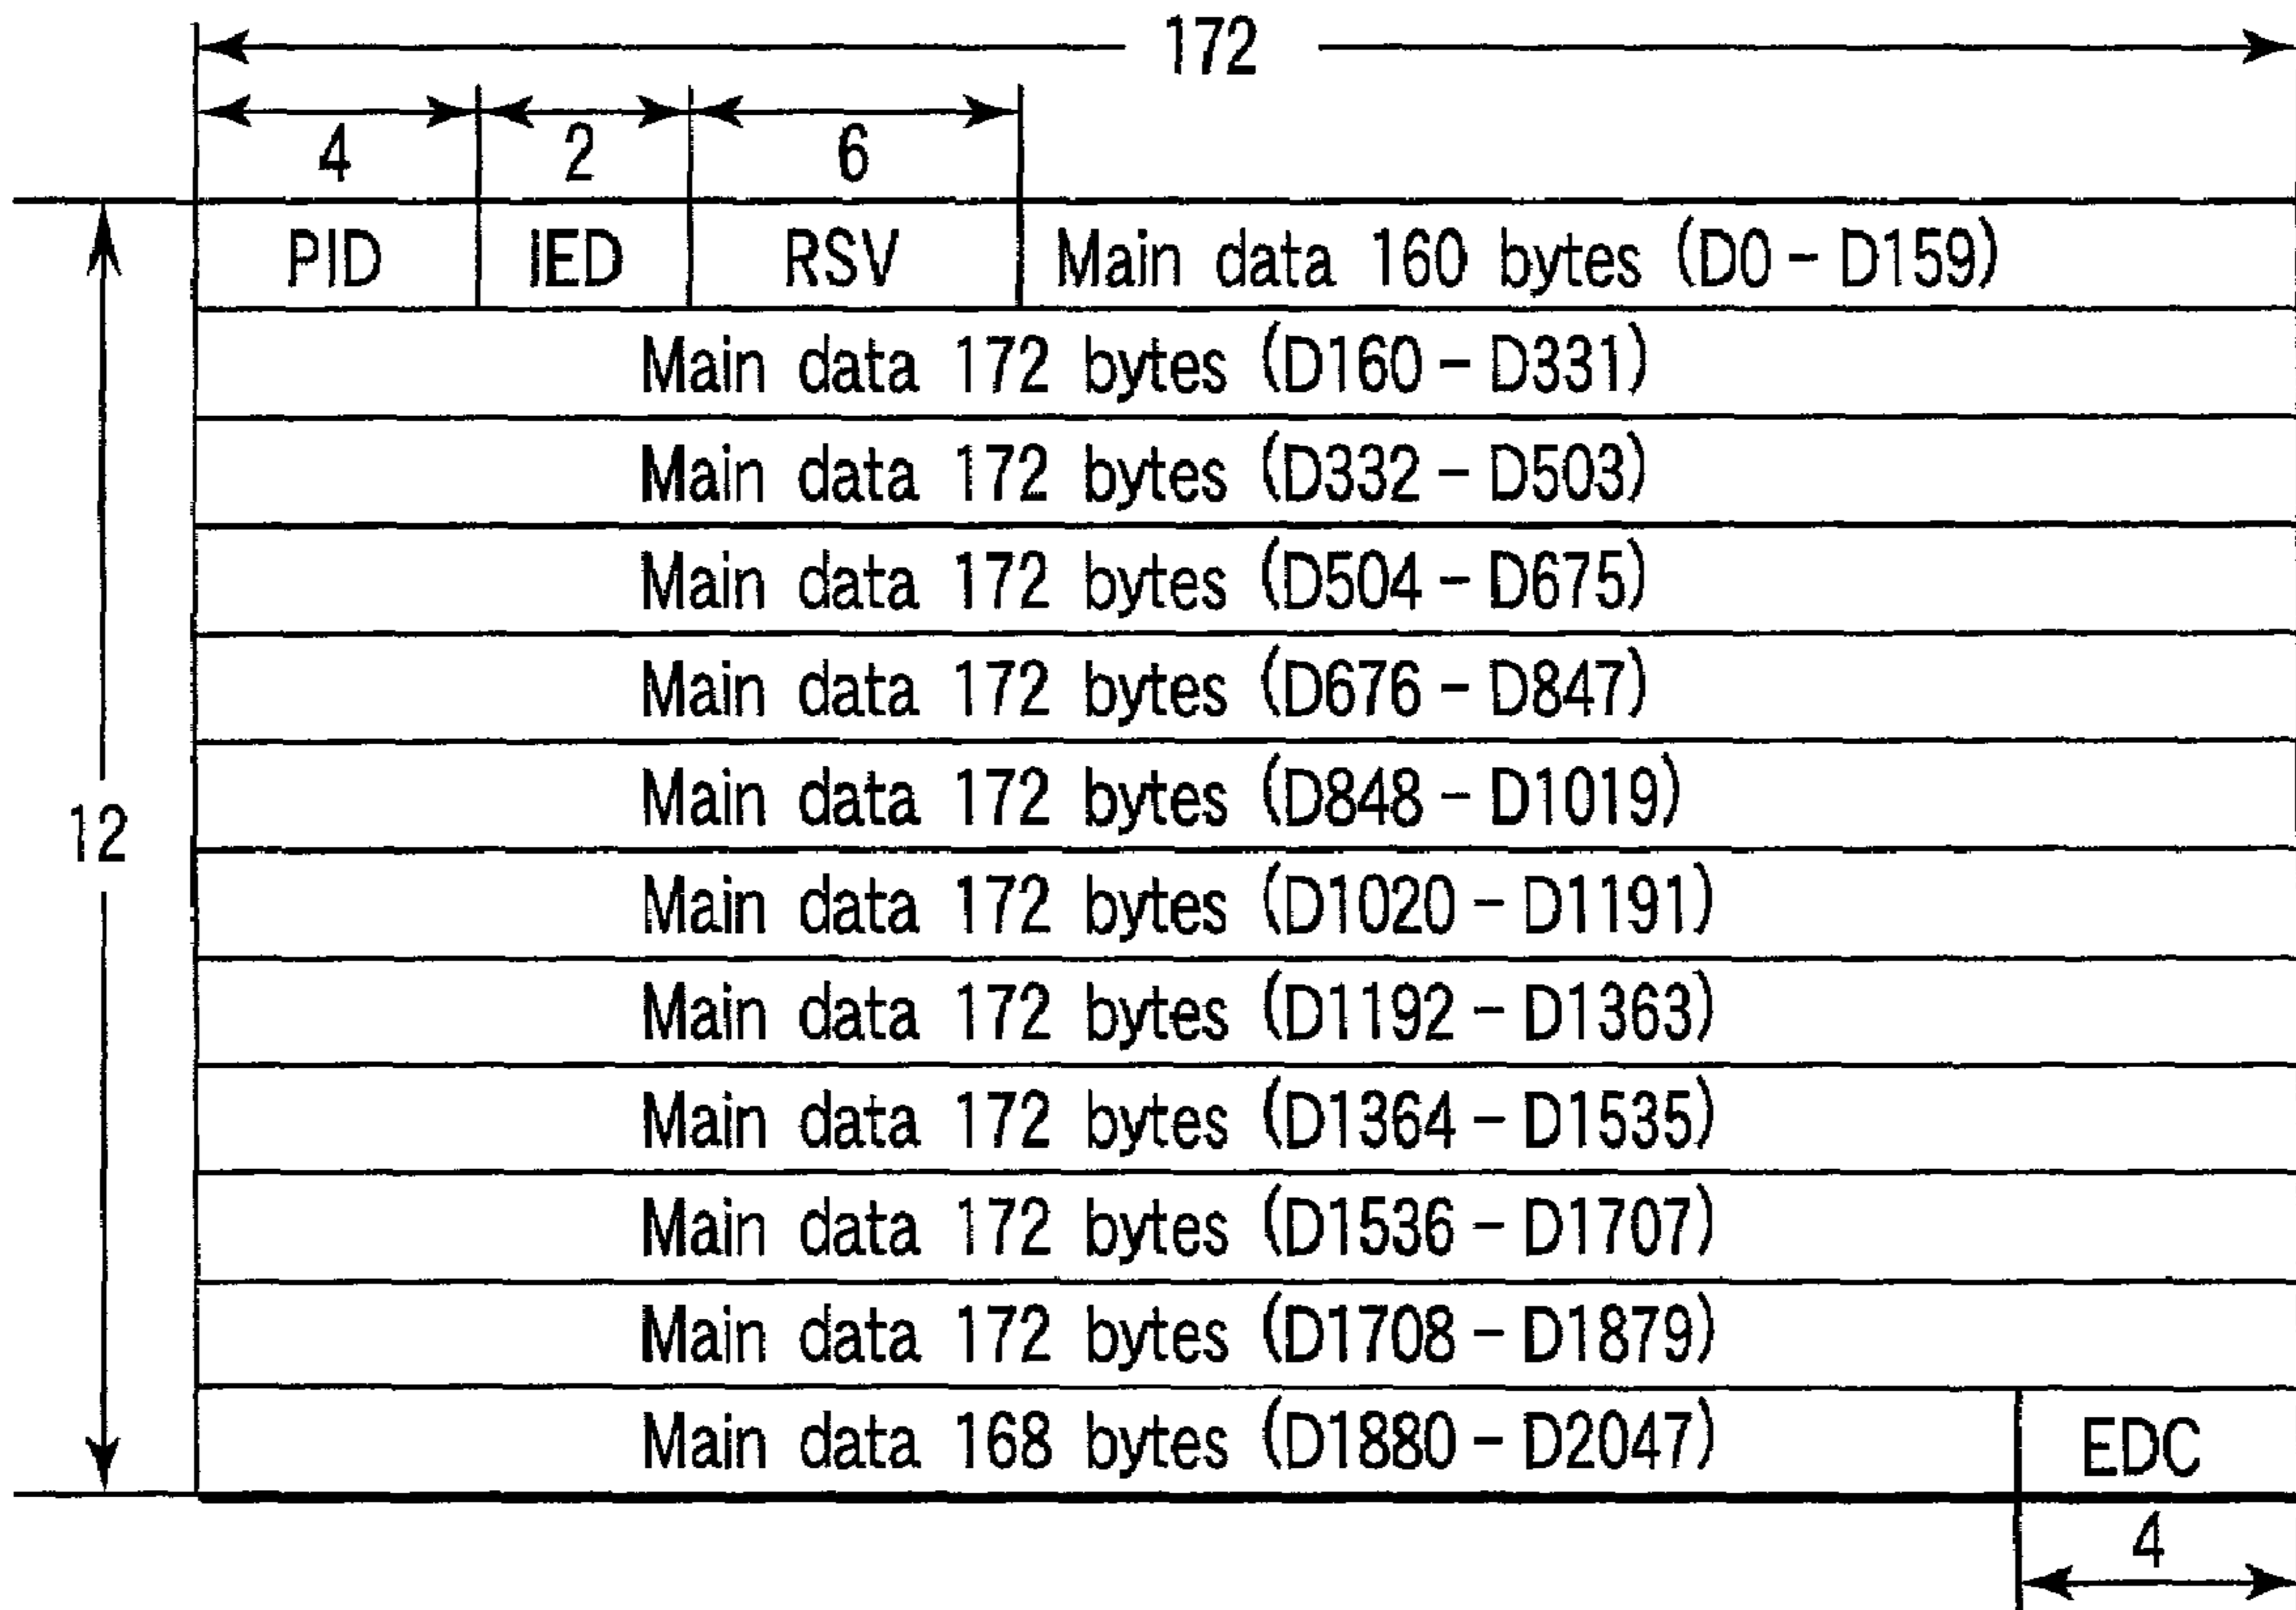 172
4 2 6
PID IED RSV Main data 160 bytes (D0 - D159)
Main data 172 bytes (D160 - D331)
Main data 172 bytes (D332 - D503)
Main data 172 bytes (D504 - D675)
Main data 172 bytes (D676 - D847)
Main data 172 bytes (D848 - D1019)
12
Main data 172 bytes (D1020 - D1191)
Main data 172 bytes (D1192 - D1363)
Main data 172 bytes (D1364 - D1535)
Main data 172 bytes (D1536 - D1707)
Main data 172 bytes (D1708 - D1879)
Main data 168 bytes (D1880 - D2047) EDC
4